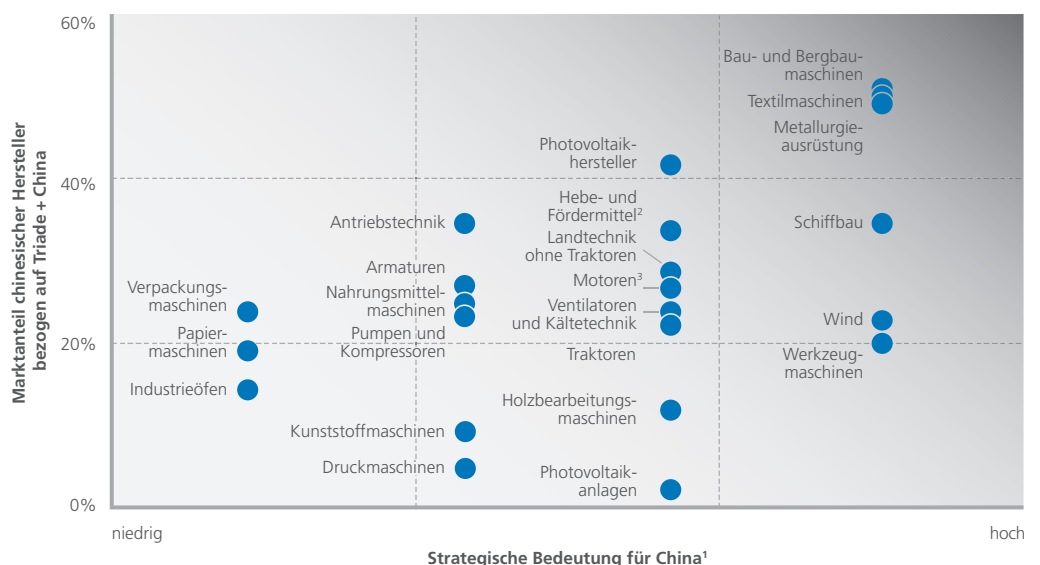 60%
40%
20%
0%
Marktanteil chinesischer Hersteller
bezogen auf Triade + China
Bau- und Bergbau-
maschinen
Textilmaschinen
Metallurgie-
ausrüstung
Photovoltaik-
hersteller
Hebe- und
Fördermittel²
Landtechnik
ohne Traktoren
Motoren³
Ventilatoren
und Kältetechnik
Traktoren
Holzbearbeitungs-
maschinen
Photovoltaik-
anlagen
Schiffbau
Wind
Werkzeug-
maschinen
Antriebstechnik
Armaturen
Nahrungsmittel-
maschinen
Pumpen und
Kompressoren
Kunststoffmaschinen
Druckmaschinen
Verpackungs-
maschinen
Papier-
maschinen
Industrieöfen
niedrig
hoch
Strategische Bedeutung für China¹